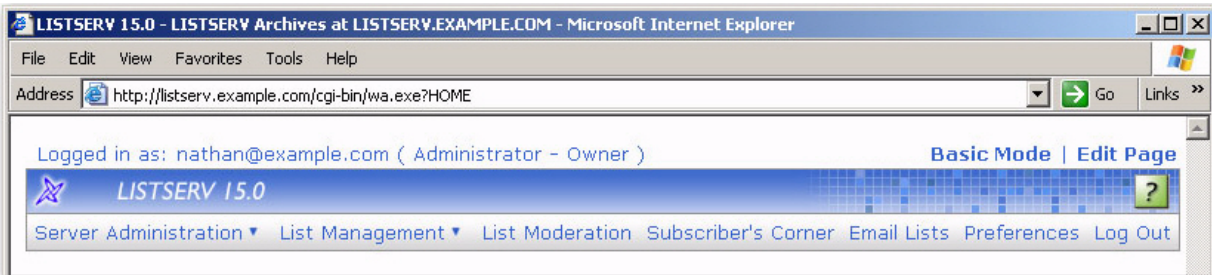 LISTSERV 15.0 - LISTSERV Archives at LISTSERV.EXAMPLE.COM - Microsoft Internet Explorer
File Edit View Favorites Tools Help
Address http://listserv.example.com/cgi-bin/wa.exe?HOME Go Links »
Logged in as: nathan@example.com ( Administrator - Owner ) Basic Mode | Edit Page
LISTSERV 15.0 ?
Server Administration ▼ List Management ▼ List Moderation Subscriber's Corner Email Lists Preferences Log Out